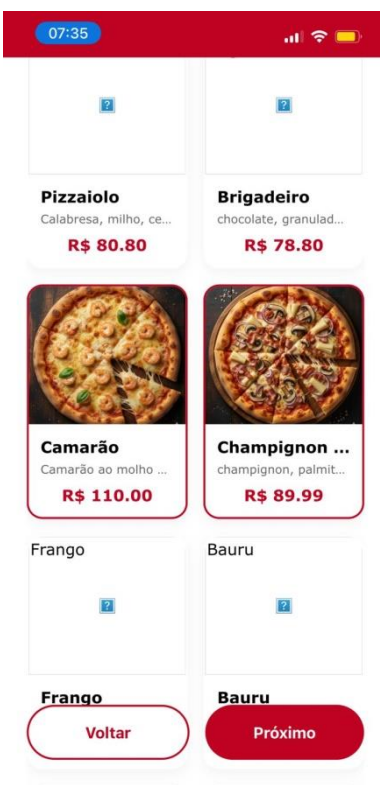 07:35
Pizzaiolo
Calabresa, milho, ce...
R$ 80.80
Brigadeiro
chocolate, granulad...
R$ 78.80
Camarão
Camarão ao molho ...
R$ 110.00
Champignon ...
champignon, palmit...
R$ 89.99
Frango
Bauru
Frango
Bauru
Voltar
Próximo